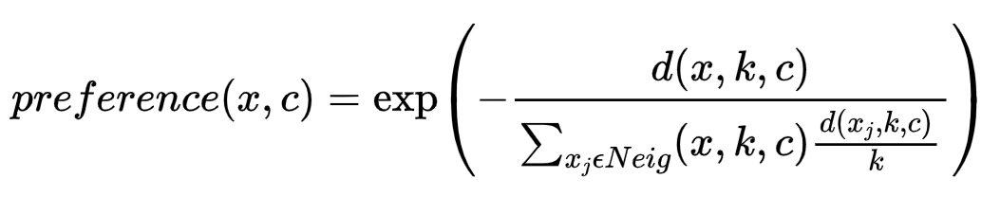 preference(x, c) = exp ( − d(x, k, c) / ∑_{x_j ϵ Neig} (x, k, c) d(x_j,k,c) / k )